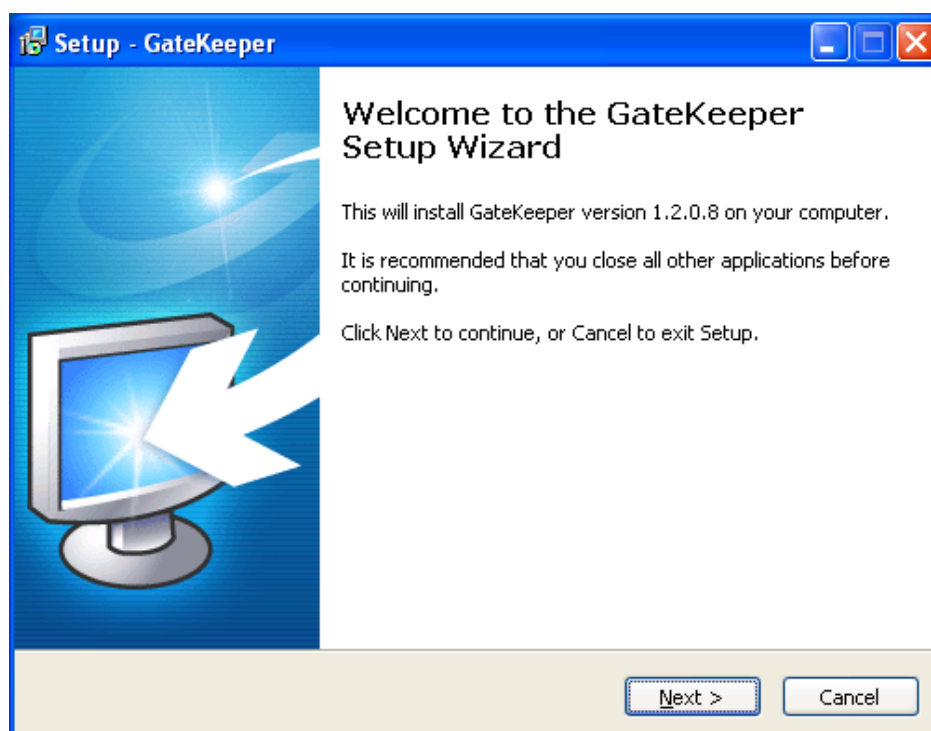 Setup - GateKeeper
Welcome to the GateKeeper
Setup Wizard
This will install GateKeeper version 1.2.0.8 on your computer.
It is recommended that you close all other applications before
continuing.
Click Next to continue, or Cancel to exit Setup.
Next >
Cancel